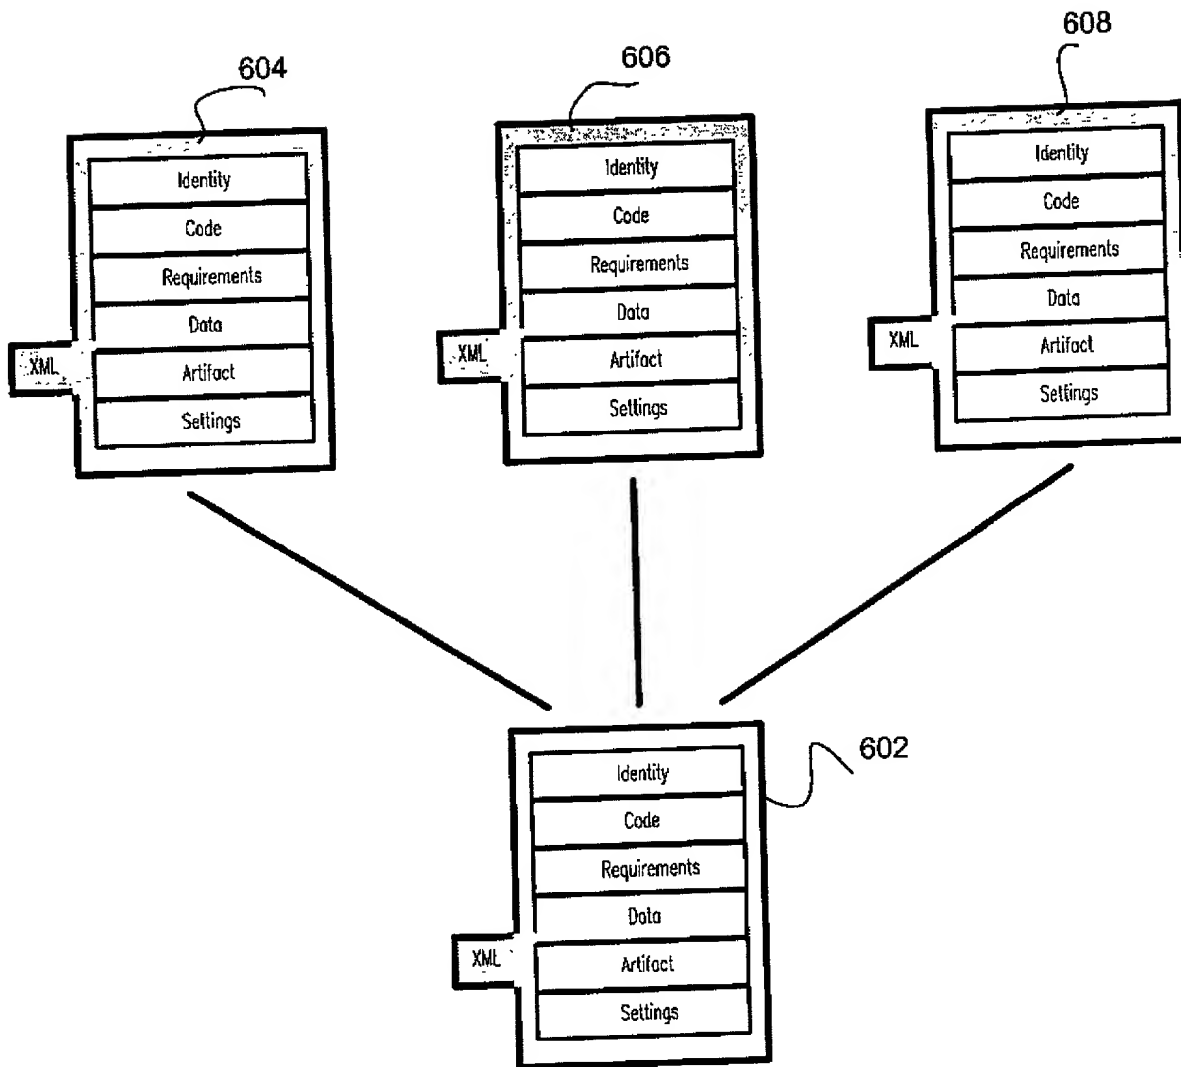 604
Identity
Code
Requirements
Data
XML
Artifact
Settings
606
Identity
Code
Requirements
Data
XML
Artifact
Settings
608
Identity
Code
Requirements
Data
XML
Artifact
Settings
602
Identity
Code
Requirements
Data
XML
Artifact
Settings